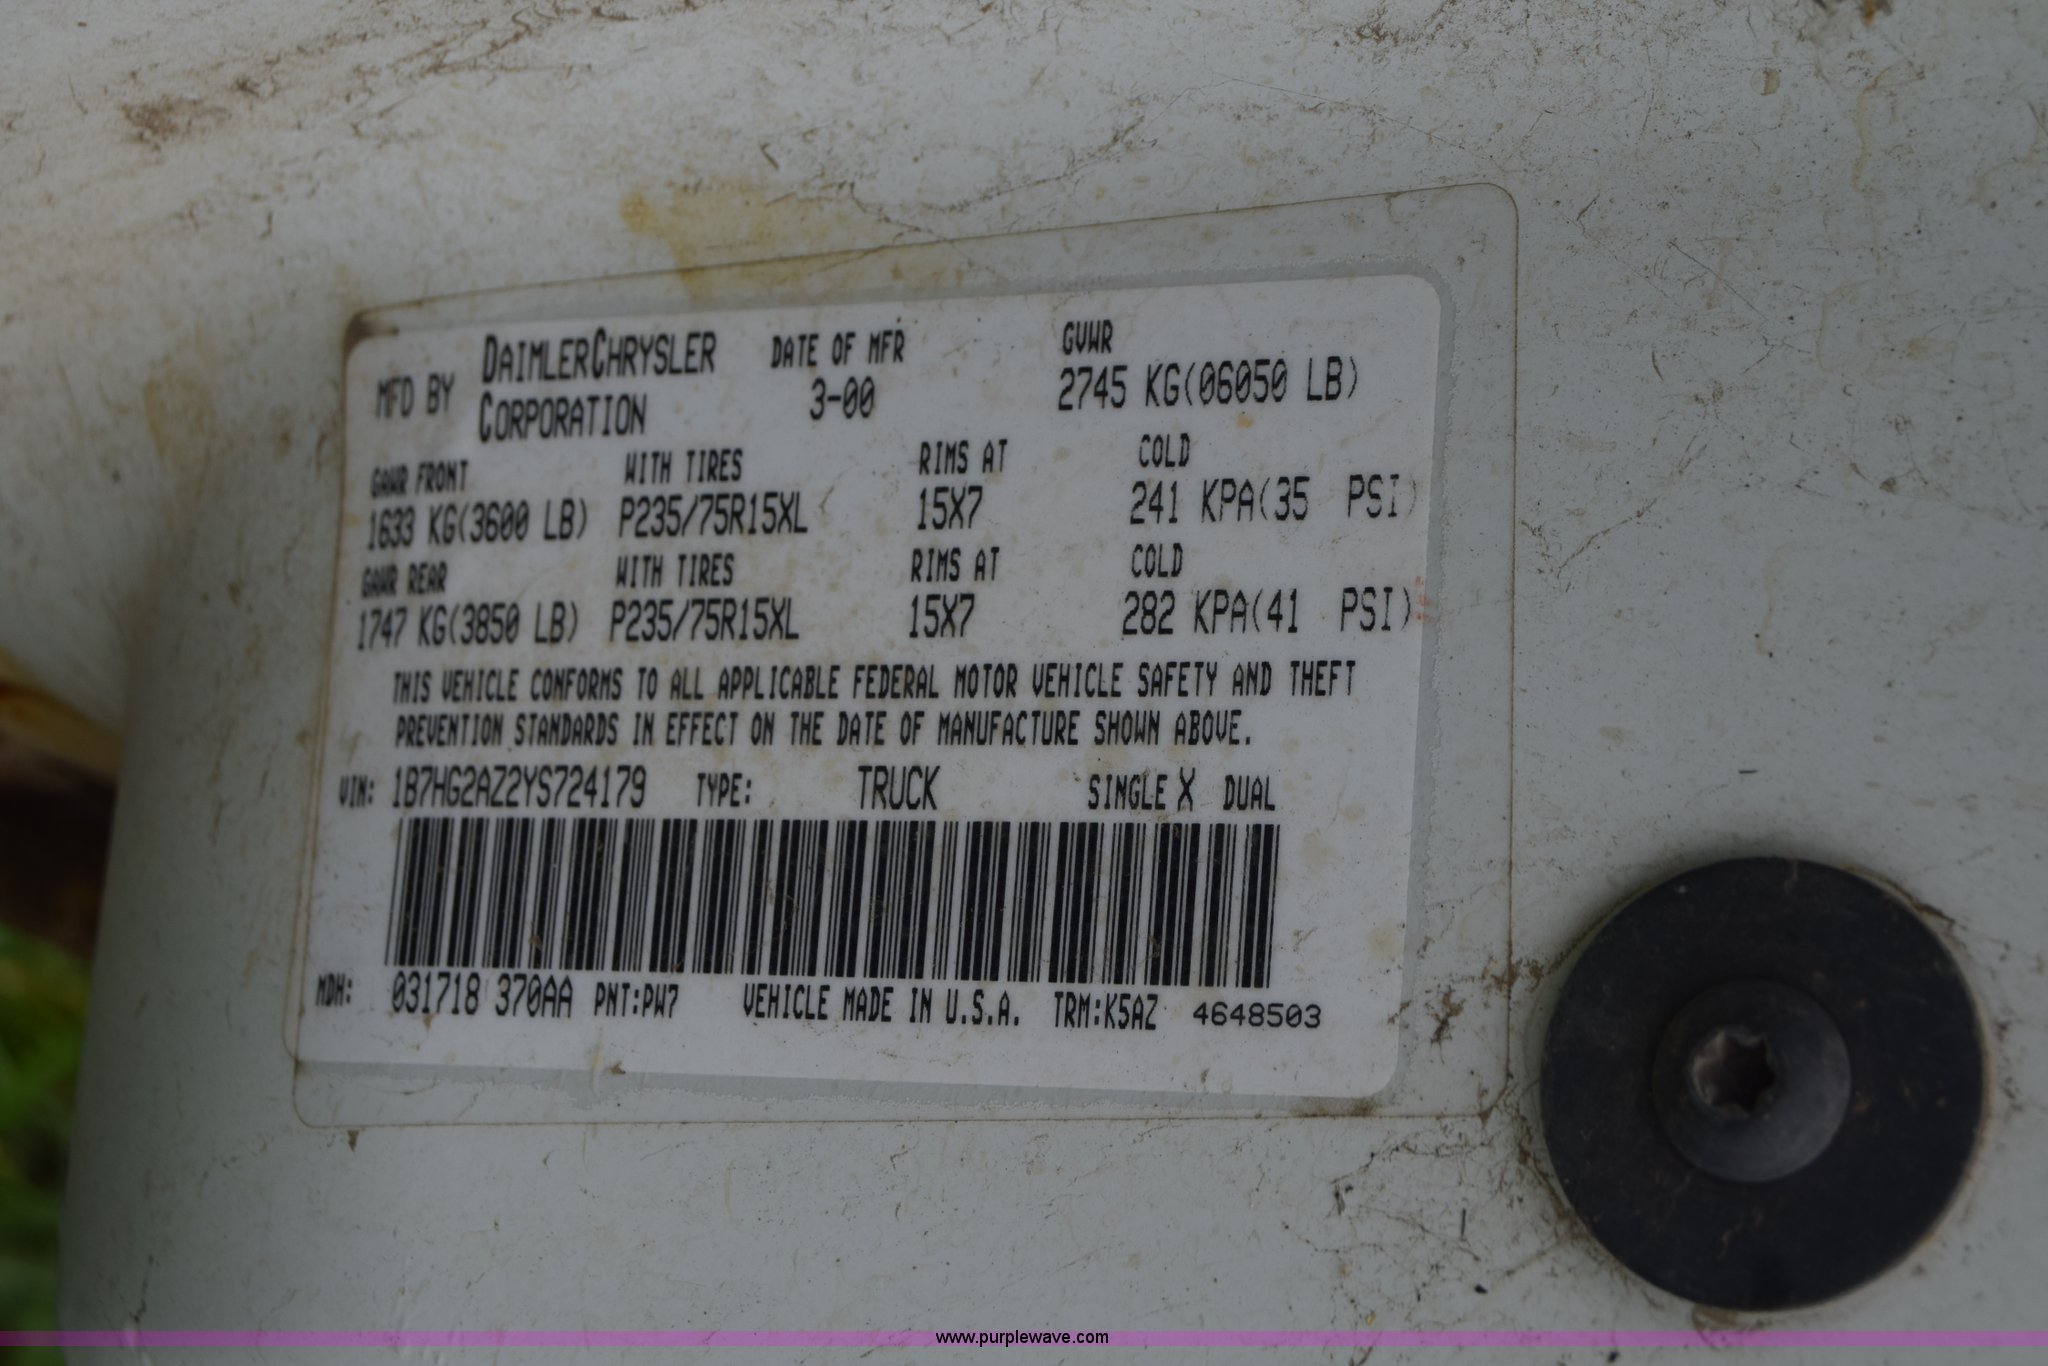 MFD BY DAIMLERCHRYSLER CORPORATION DATE OF MFR 3-00 GVWR 2745 KG(06050 LB)
GAWR FRONT WITH TIRES RIMS AT COLD
1633 KG(3600 LB) P235/75R15XL 15X7 241 KPA(35 PSI)
GAWR REAR WITH TIRES RIMS AT COLD
1747 KG(3850 LB) P235/75R15XL 15X7 282 KPA(41 PSI)
THIS VEHICLE CONFORMS TO ALL APPLICABLE FEDERAL MOTOR VEHICLE SAFETY AND THEFT
PREVENTION STANDARDS IN EFFECT ON THE DATE OF MANUFACTURE SHOWN ABOVE.
VIN: 1B7HG2AZ2YS724179 TYPE: TRUCK SINGLE X DUAL
MDH: 031718 370AA PNT:PW7 VEHICLE MADE IN U.S.A. TRM:K5AZ 4648503
www.purplewave.com